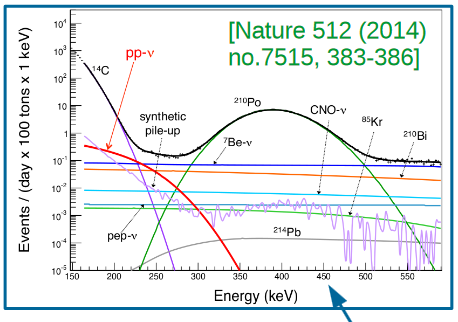 [Nature 512 (2014)
no.7515, 383-386]
10³
10²
10
1
10⁻¹
10⁻²
10⁻³
10⁻⁴
10⁻⁵
Events / (day x 100 tons x 1 keV)
¹⁴C
pp-ν
synthetic
pile-up
²¹⁰Po
⁷Be-ν
CNO-ν
⁸⁵Kr
²¹⁰Bi
pep-ν
²¹⁴Pb
150 200 250 300 350 400 450 500 550
Energy (keV)